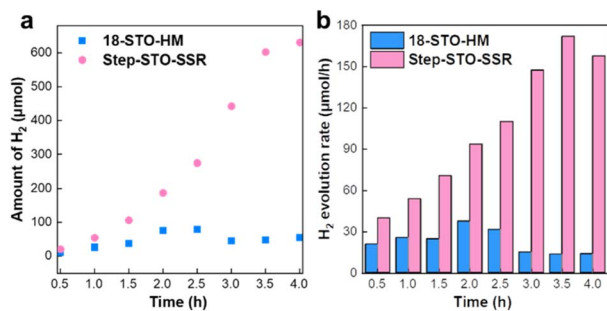 a
18-STO-HM
Step-STO-SSR
Amount of H₂ (μmol)
600
500
400
300
200
100
0
0.5 1.0 1.5 2.0 2.5 3.0 3.5 4.0
Time (h)
b
18-STO-HM
Step-STO-SSR
H₂ evolution rate (μmol/h)
180
150
120
90
60
30
0
0.5 1.0 1.5 2.0 2.5 3.0 3.5 4.0
Time (h)